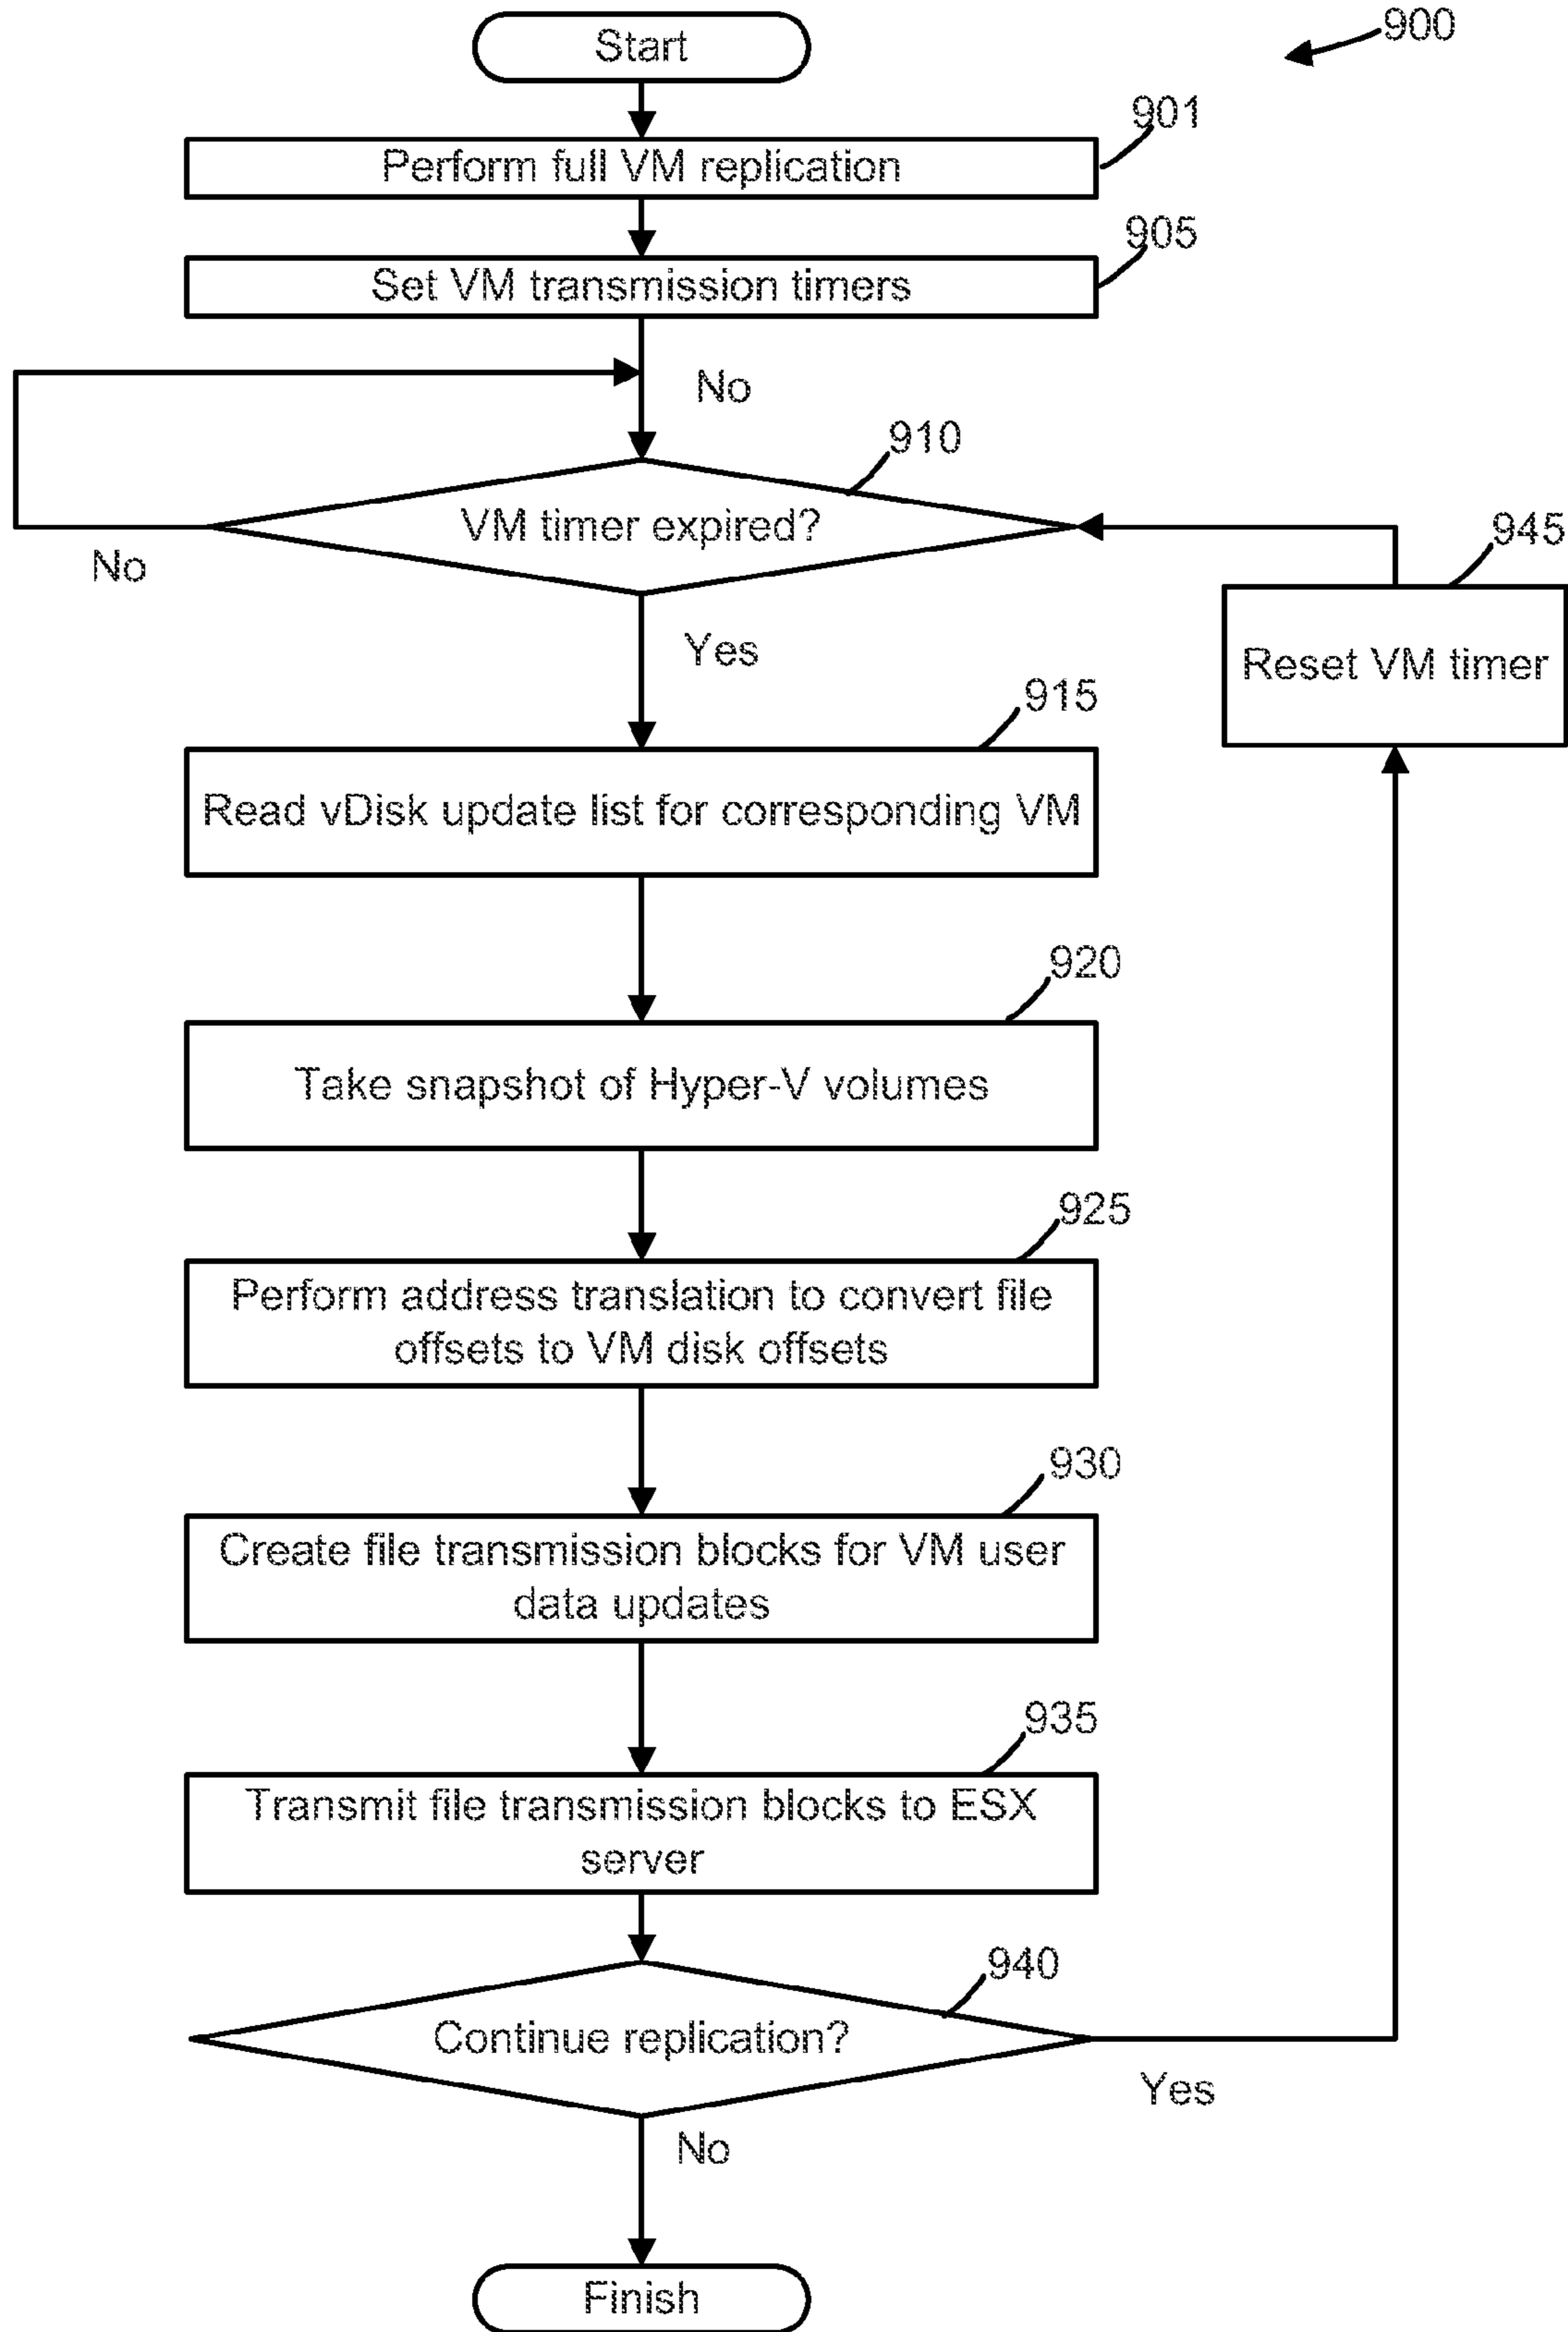 Start
900
901
Perform full VM replication
905
Set VM transmission timers
No
910
VM timer expired?
No
945
Reset VM timer
Yes
915
Read vDisk update list for corresponding VM
920
Take snapshot of Hyper-V volumes
925
Perform address translation to convert file
offsets to VM disk offsets
930
Create file transmission blocks for VM user
data updates
935
Transmit file transmission blocks to ESX
server
940
Continue replication?
Yes
No
Finish